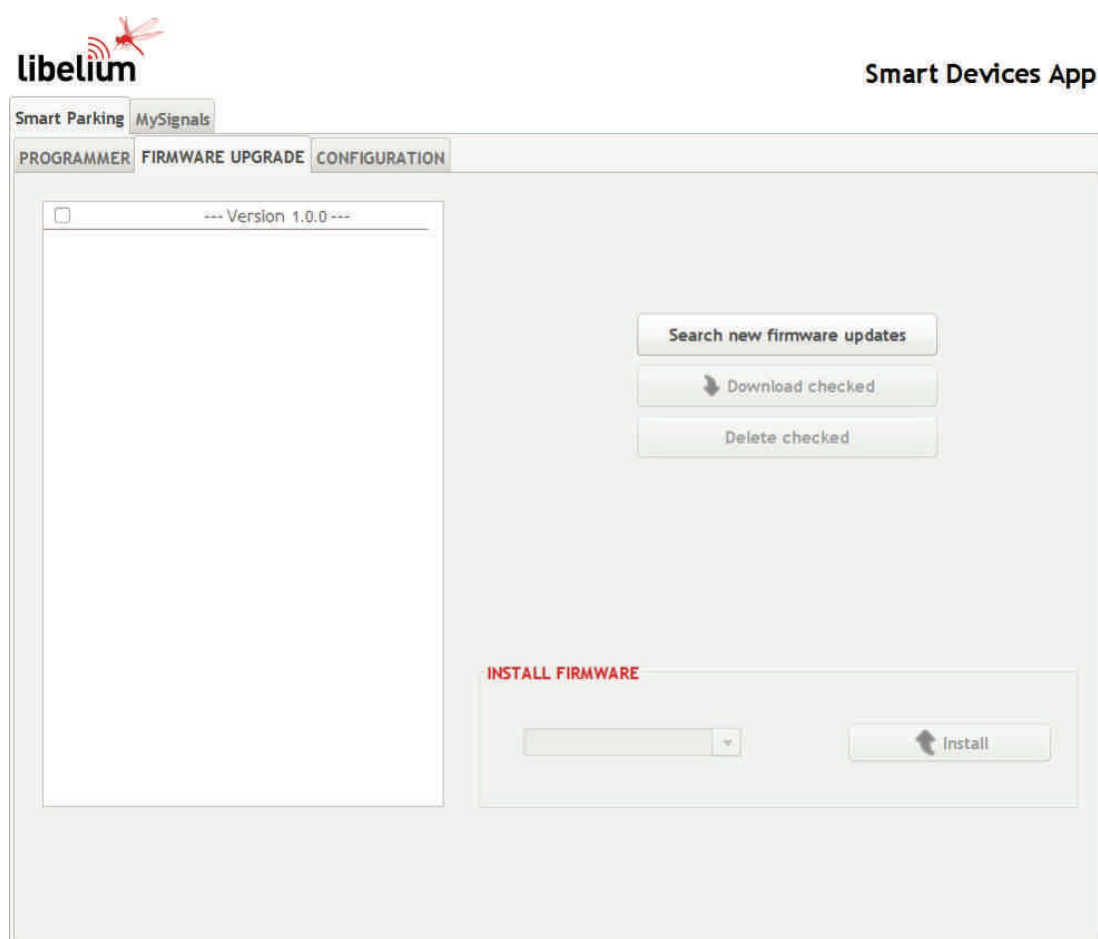 libelium
Smart Devices App
Smart Parking MySignals
PROGRAMMER FIRMWARE UPGRADE CONFIGURATION
--- Version 1.0.0 ---
Search new firmware updates
Download checked
Delete checked
INSTALL FIRMWARE
Install